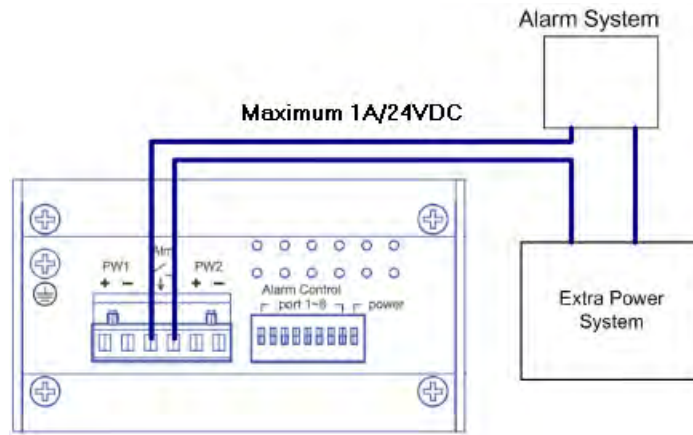 Alarm System
Maximum 1A/24VDC
Alm
PW1 PW2
+ − + −
Alarm Control
port 1~8 power
Extra Power
System